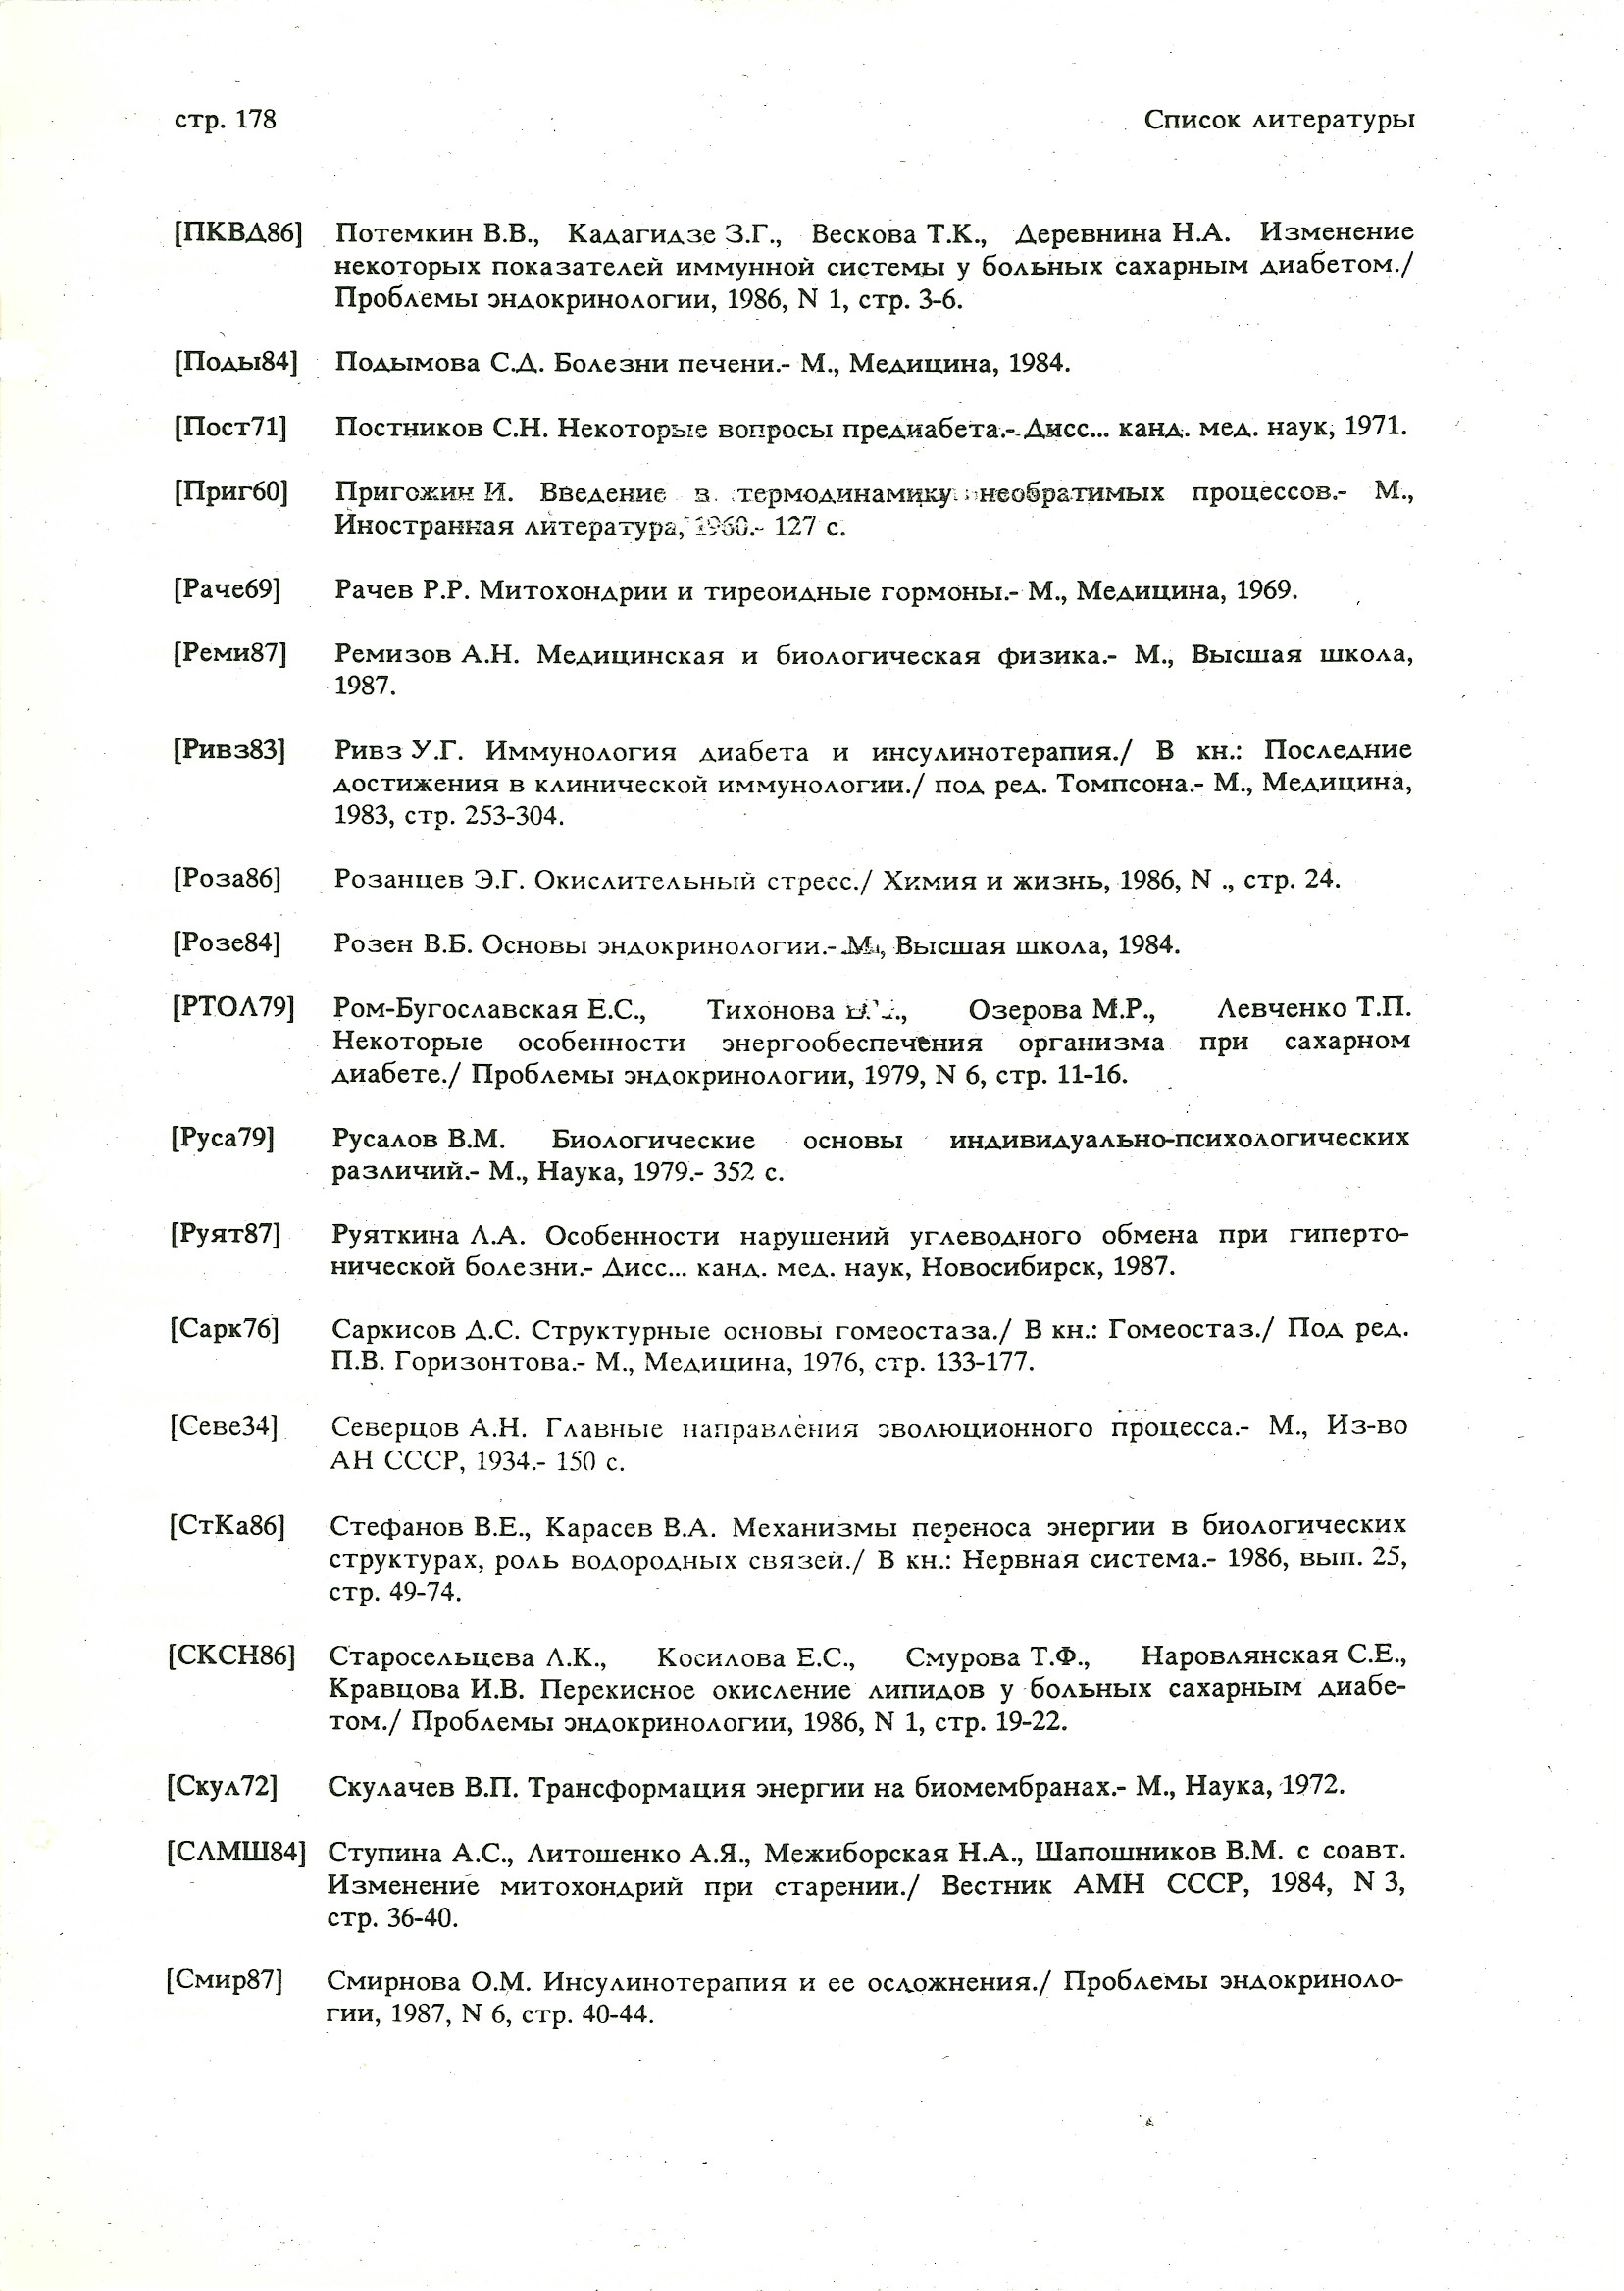 стр. 178
Список литературы
[ПКВД86] Потемкин В.В., Кадагидзе З.Г., Вескова Т.К., Деревнина Н.А. Изменение
некоторых показателей иммунной системы у больных сахарным диабетом./
Проблемы эндокринологии, 1986, N 1, стр. 3-6.
[Поды84] Подымова С.Д. Болезни печени.- М., Медицина, 1984.
[Пост71] Постников С.Н. Некоторые вопросы предиабета.- Дисс... канд. мед. наук, 1971.
[Приг60] Пригожин И. Введение в термодинамику необратимых процессов.- М.,
Иностранная литература, 1960.- 127 с.
[Раче69] Рачев Р.Р. Митохондрии и тиреоидные гормоны.- М., Медицина, 1969.
[Реми87] Ремизов А.Н. Медицинская и биологическая физика.- М., Высшая школа,
1987.
[Ривз83] Ривз У.Г. Иммунология диабета и инсулинотерапия./ В кн.: Последние
достижения в клинической иммунологии./ под ред. Томпсона.- М., Медицина,
1983, стр. 253-304.
[Роза86] Розанцев Э.Г. Окислительный стресс./ Химия и жизнь, 1986, N ., стр. 24.
[Розе84] Розен В.Б. Основы эндокринологии.- М., Высшая школа, 1984.
[РТОЛ79] Ром-Бугославская Е.С., Тихонова Озерова М.Р., Левченко Т.П.
Некоторые особенности энергообеспечения организма при сахарном
диабете./ Проблемы эндокринологии, 1979, N 6, стр. 11-16.
[Руса79] Русалов В.М. Биологические основы индивидуально-психологических
различий.- М., Наука, 1979.- 352 с.
[Руят87] Руяткина Л.А. Особенности нарушений углеводного обмена при гиперто-
нической болезни.- Дисс... канд. мед. наук, Новосибирск, 1987.
[Сарк76] Саркисов Д.С. Структурные основы гомеостаза./ В кн.: Гомеостаз./ Под ред.
П.В. Горизонтова.- М., Медицина, 1976, стр. 133-177.
[Севе34] Северцов А.Н. Главные направления эволюционного процесса.- М., Из-во
АН СССР, 1934.- 150 с.
[СтКа86] Стефанов В.Е., Карасев В.А. Механизмы переноса энергии в биологических
структурах, роль водородных связей./ В кн.: Нервная система.- 1986, вып. 25,
стр. 49-74.
[СКСН86] Старосельцева Л.К., Косилова Е.С., Смурова Т.Ф., Наровлянская С.Е.,
Кравцова И.В. Перекисное окисление липидов у больных сахарным диабе-
том./ Проблемы эндокринологии, 1986, N 1, стр. 19-22.
[Скул72] Скулачев В.П. Трансформация энергии на биомембранах.- М., Наука, 1972.
[СЛМШ84] Ступина А.С., Литошенко А.Я., Межиборская Н.А., Шапошников В.М. с соавт.
Изменение митохондрий при старении./ Вестник АМН СССР, 1984, N 3,
стр. 36-40.
[Смир87] Смирнова О.М. Инсулинотерапия и ее осложнения./ Проблемы эндокриноло-
гии, 1987, N 6, стр. 40-44.